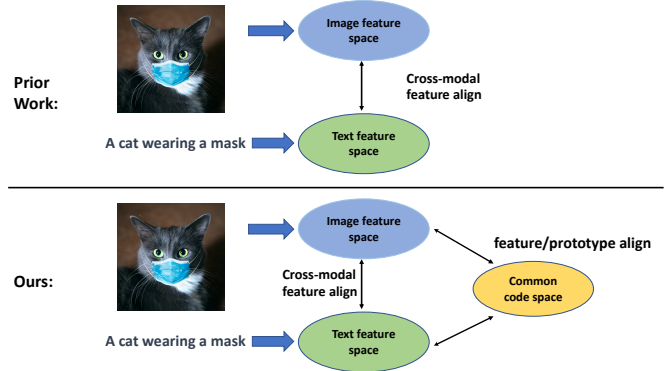 Image feature
space
Prior
Work:
Cross-modal
feature align
A cat wearing a mask
Text feature
space
Image feature
space
feature/prototype align
Ours:
Cross-modal
feature align
Common
code space
A cat wearing a mask
Text feature
space